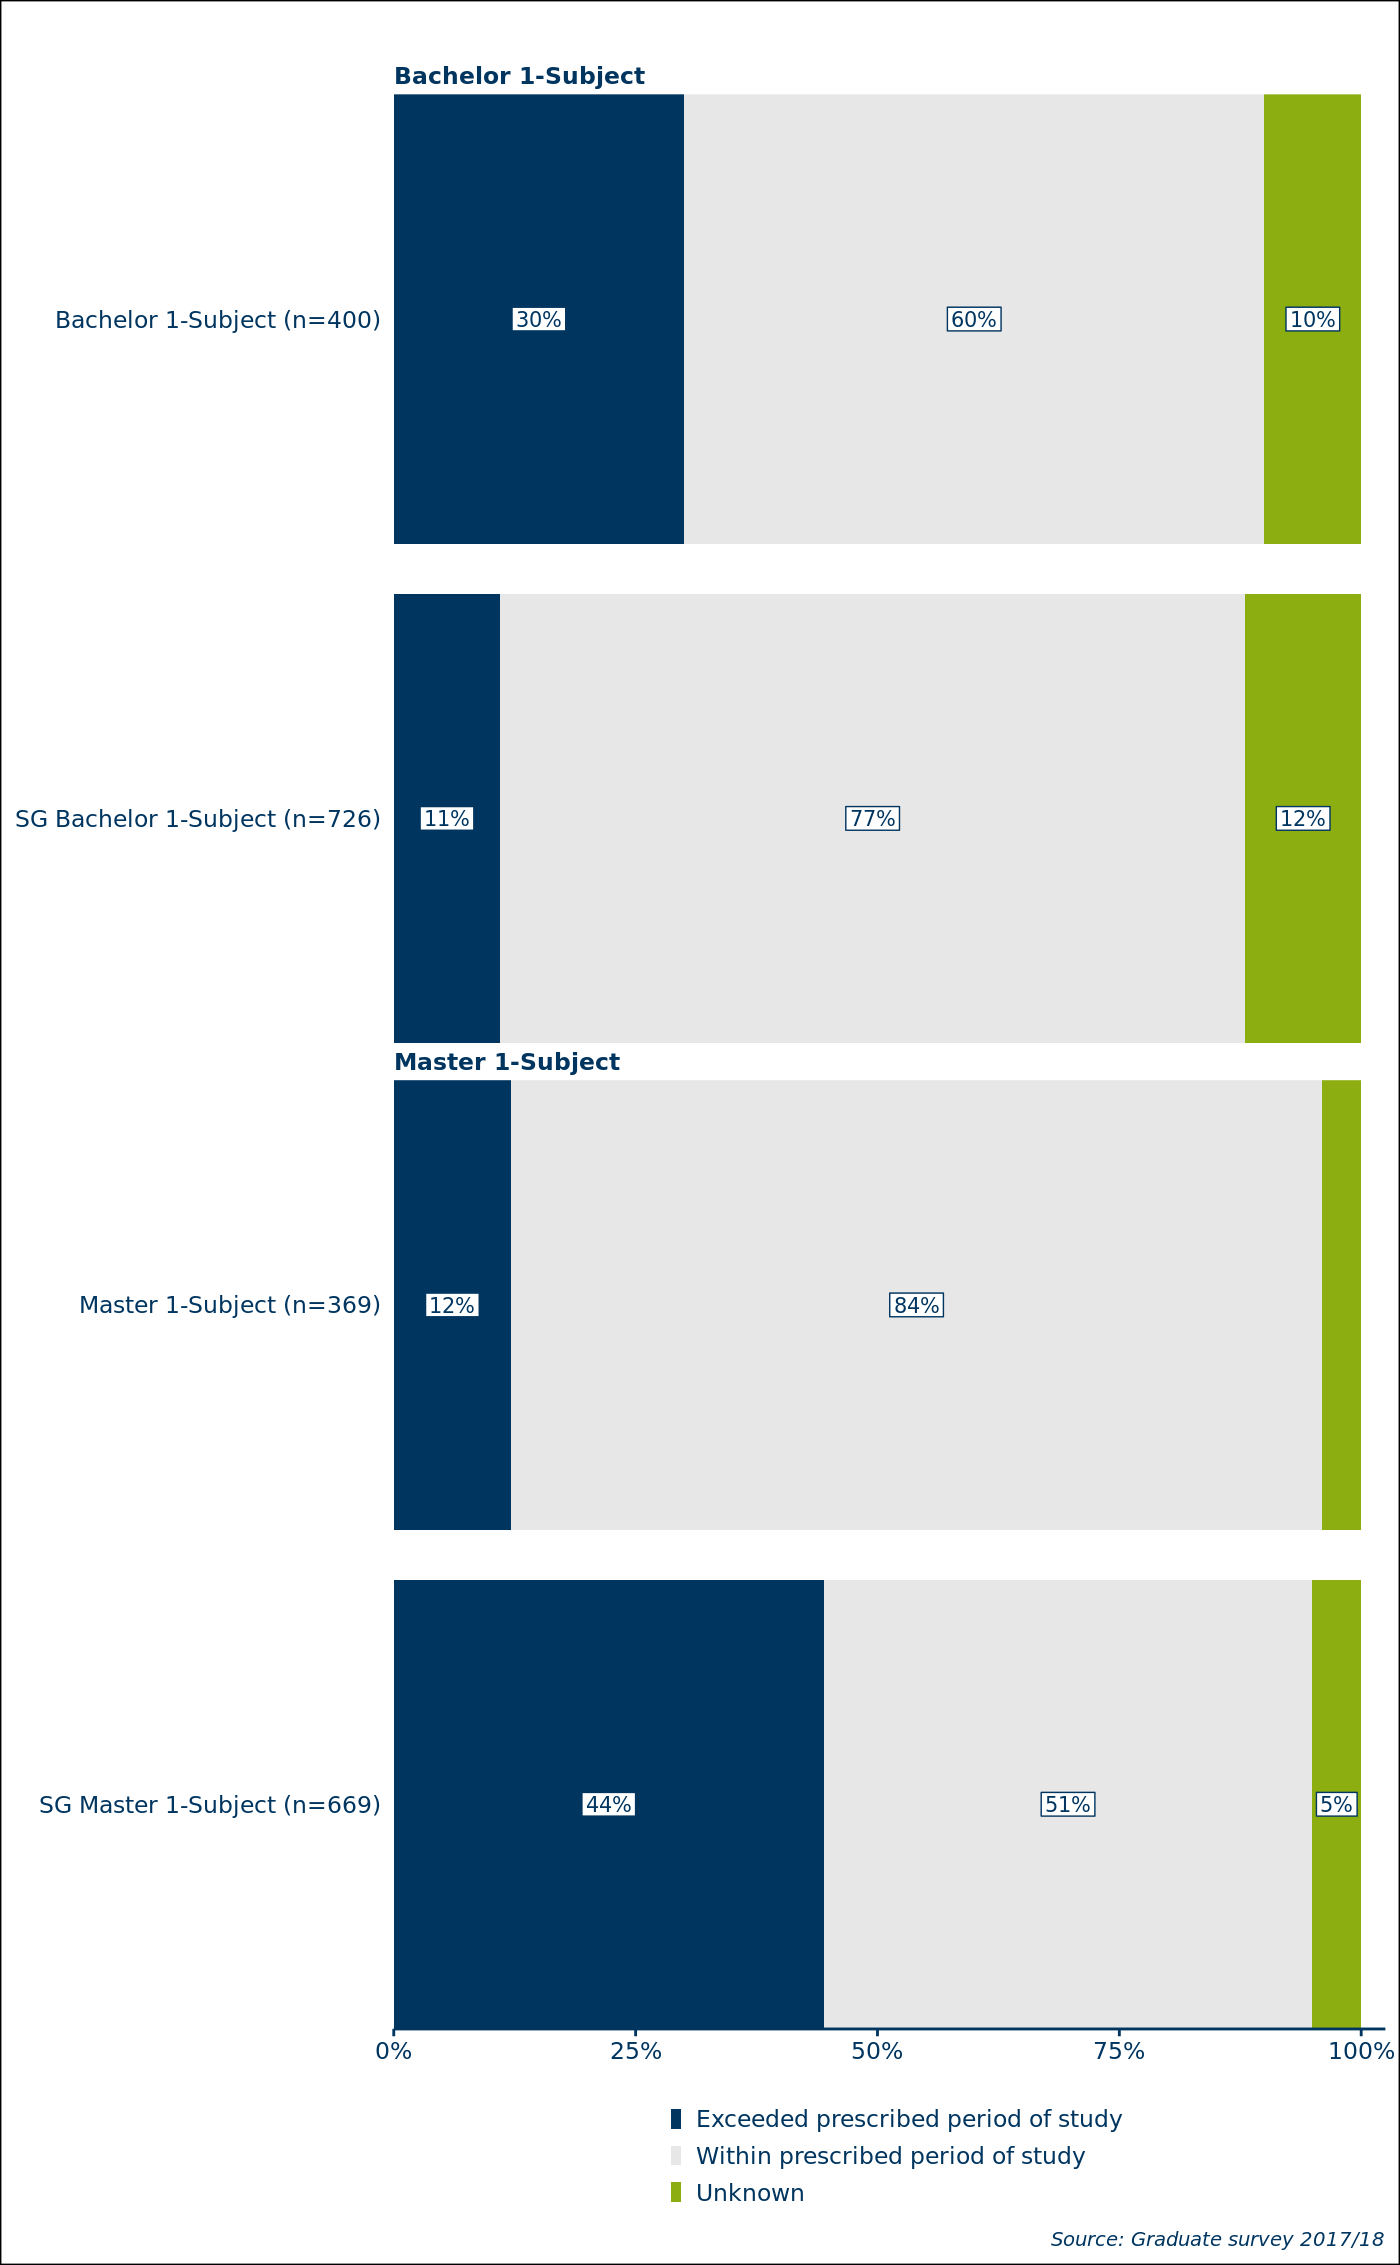 Bachelor 1-Subject
Bachelor 1-Subject (n=400)
30%
60%
10%
SG Bachelor 1-Subject (n=726)
11%
77%
12%
Master 1-Subject
Master 1-Subject (n=369)
12%
84%
SG Master 1-Subject (n=669)
44%
51%
5%
0%
25%
50%
75%
100%
Exceeded prescribed period of study
Within prescribed period of study
Unknown
Source: Graduate survey 2017/18